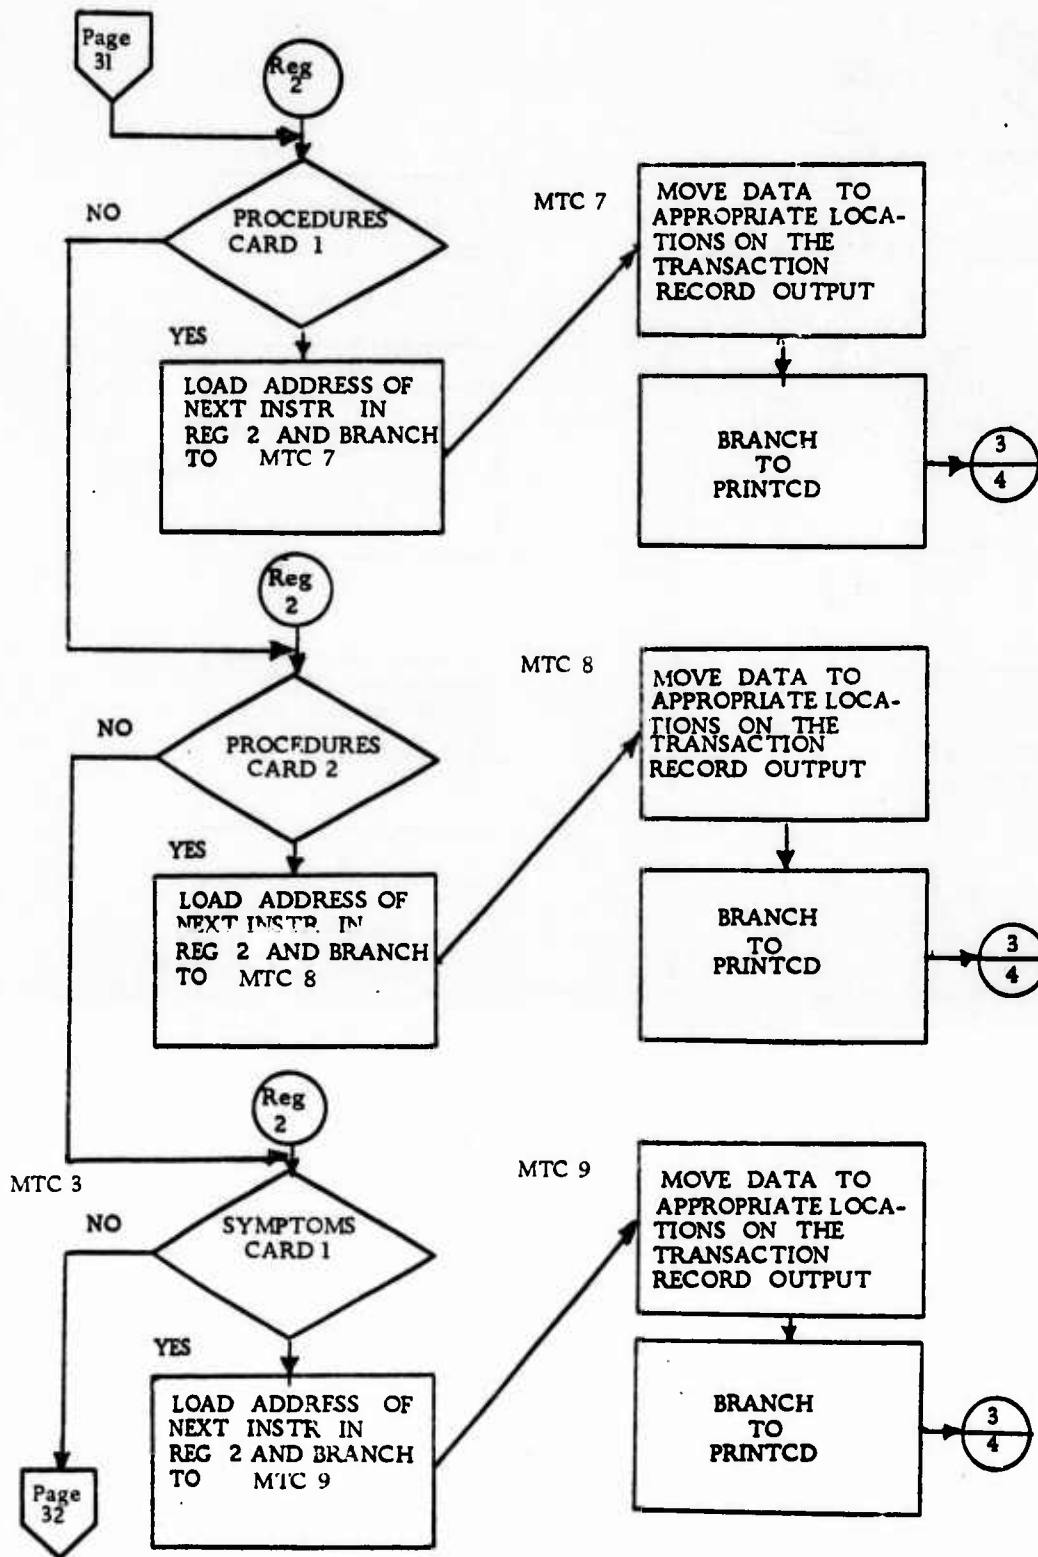 Page
31
Reg
2
NO
PROCEDURES
CARD 1
YES
LOAD ADDRESS OF
NEXT INSTR IN
REG 2 AND BRANCH
TO MTC 7
MTC 7
MOVE DATA TO
APPROPRIATE LOCA-
TIONS ON THE
TRANSACTION
RECORD OUTPUT
BRANCH
TO
PRINTCD
3
4
Reg
2
NO
PROCEDURES
CARD 2
YES
LOAD ADDRESS OF
NEXT INSTR IN
REG 2 AND BRANCH
TO MTC 8
MTC 8
MOVE DATA TO
APPROPRIATE LOCA-
TIONS ON THE
TRANSACTION
RECORD OUTPUT
BRANCH
TO
PRINTCD
3
4
Reg
2
MTC 3
NO
SYMPTOMS
CARD 1
YES
LOAD ADDRESS OF
NEXT INSTR IN
REG 2 AND BRANCH
TO MTC 9
MTC 9
MOVE DATA TO
APPROPRIATE LOCA-
TIONS ON THE
TRANSACTION
RECORD OUTPUT
BRANCH
TO
PRINTCD
3
4
Page
32